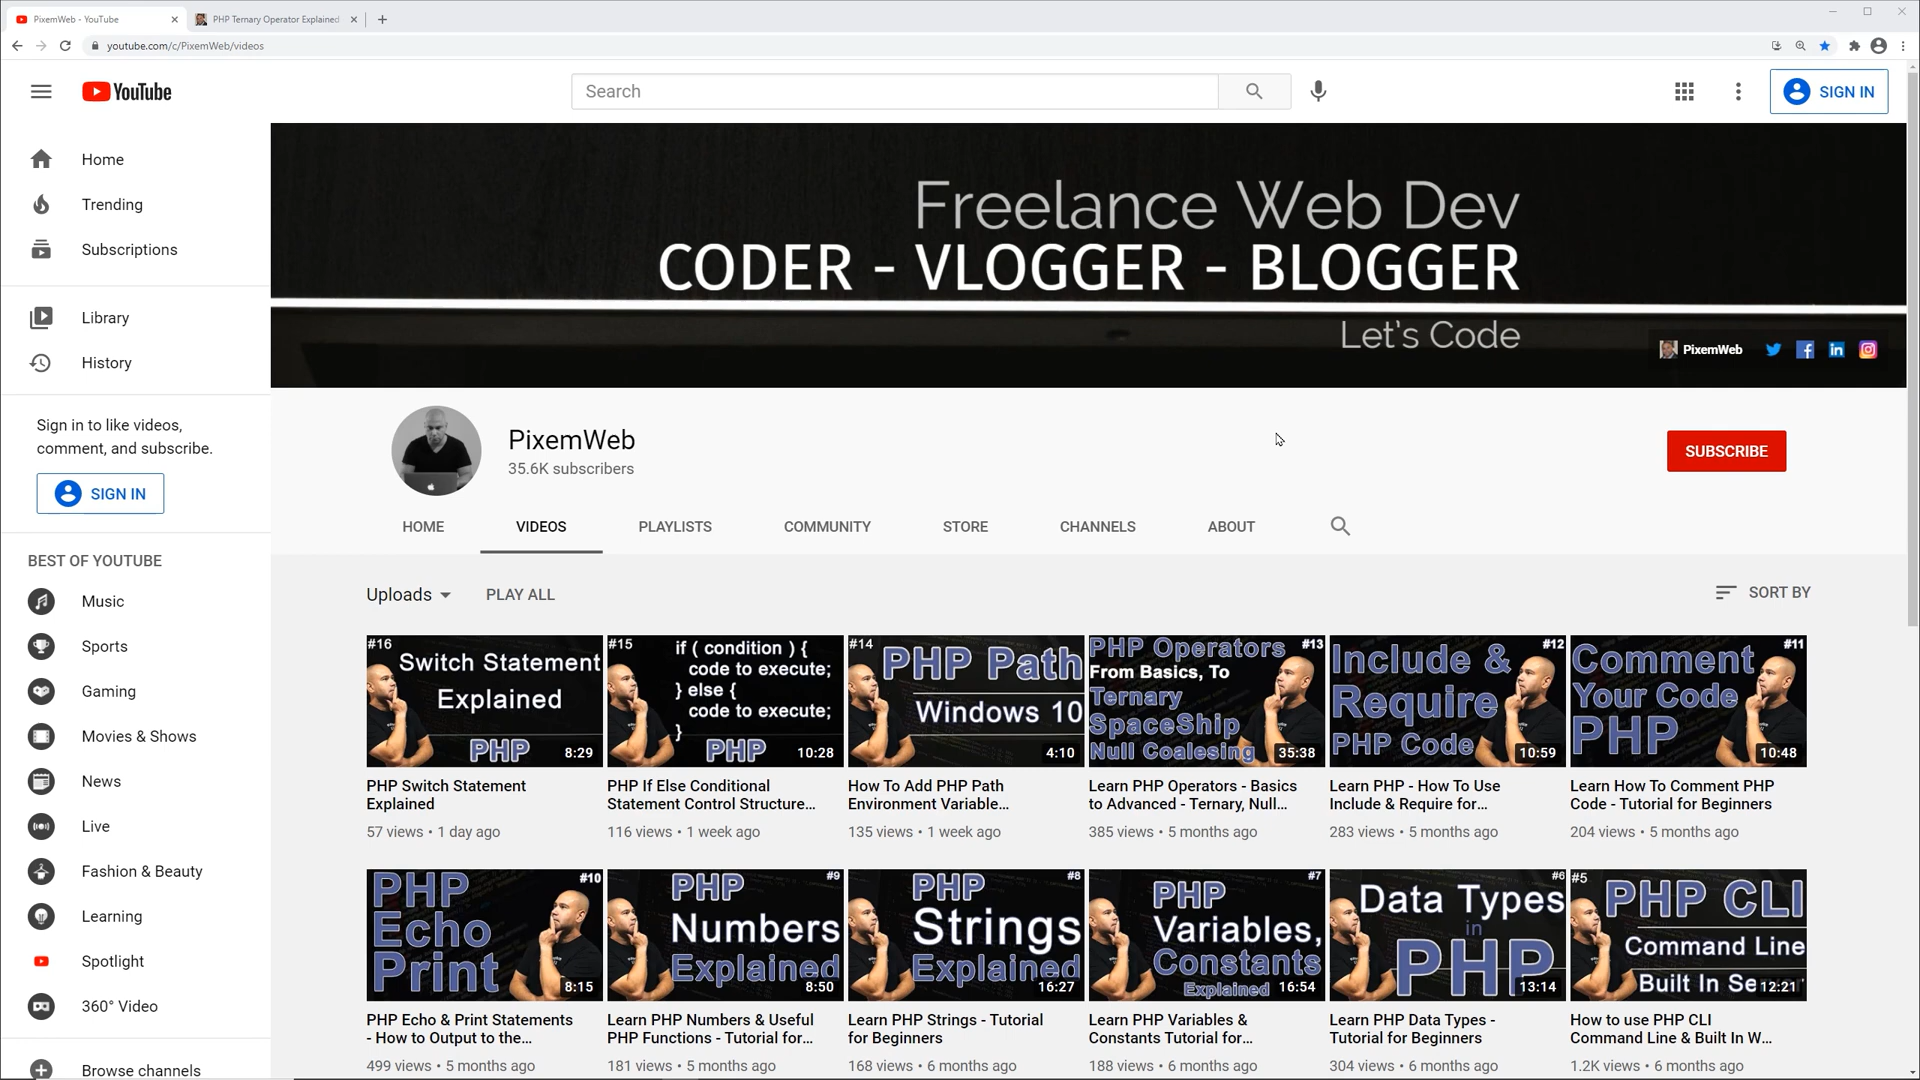 PixemWeb - YouTube
PHP Ternary Operator Explained
youtube.com/c/PixemWeb/videos
YouTube
Search
SIGN IN
Home
Trending
Subscriptions
Library
History
Sign in to like videos,
comment, and subscribe.
SIGN IN
BEST OF YOUTUBE
Music
Sports
Gaming
Movies & Shows
News
Live
Fashion & Beauty
Learning
Spotlight
360° Video
Browse channels
Freelance Web Dev
CODER - VLOGGER - BLOGGER
Let's Code
PixemWeb
PixemWeb
35.6K subscribers
SUBSCRIBE
HOME VIDEOS PLAYLISTS COMMUNITY STORE CHANNELS ABOUT
Uploads PLAY ALL SORT BY
#16
Switch Statement
Explained
PHP
8:29
PHP Switch Statement
Explained
57 views • 1 day ago
#15
if ( condition ) {
code to execute;
} else {
code to execute;
}
PHP
10:28
PHP If Else Conditional
Statement Control Structure...
116 views • 1 week ago
#14
PHP Path
Windows 10
4:10
How To Add PHP Path
Environment Variable...
135 views • 1 week ago
PHP Operators
#13
From Basics, To
Ternary
SpaceShip
Null Coalesing
35:38
Learn PHP Operators - Basics
to Advanced - Ternary, Null...
385 views • 5 months ago
Include &
#12
Require
PHP Code
10:59
Learn PHP - How To Use
Include & Require for...
283 views • 5 months ago
Comment
#11
Your Code
PHP
10:48
Learn How To Comment PHP
Code - Tutorial for Beginners
204 views • 5 months ago
PHP
#10
Echo
Print
8:15
PHP Echo & Print Statements
- How to Output to the...
499 views • 5 months ago
PHP
#9
Numbers
Explained
8:50
Learn PHP Numbers & Useful
PHP Functions - Tutorial for...
181 views • 5 months ago
PHP
#8
Strings
Explained
16:27
Learn PHP Strings - Tutorial
for Beginners
168 views • 6 months ago
PHP
#7
Variables,
Constants
Explained
16:54
Learn PHP Variables &
Constants Tutorial for...
188 views • 6 months ago
#6
Data Types
in
PHP
13:14
Learn PHP Data Types -
Tutorial for Beginners
304 views • 6 months ago
#5
PHP CLI
Command Line
Built In Se
12:21
How to use PHP CLI
Command Line & Built In W...
1.2K views • 6 months ago